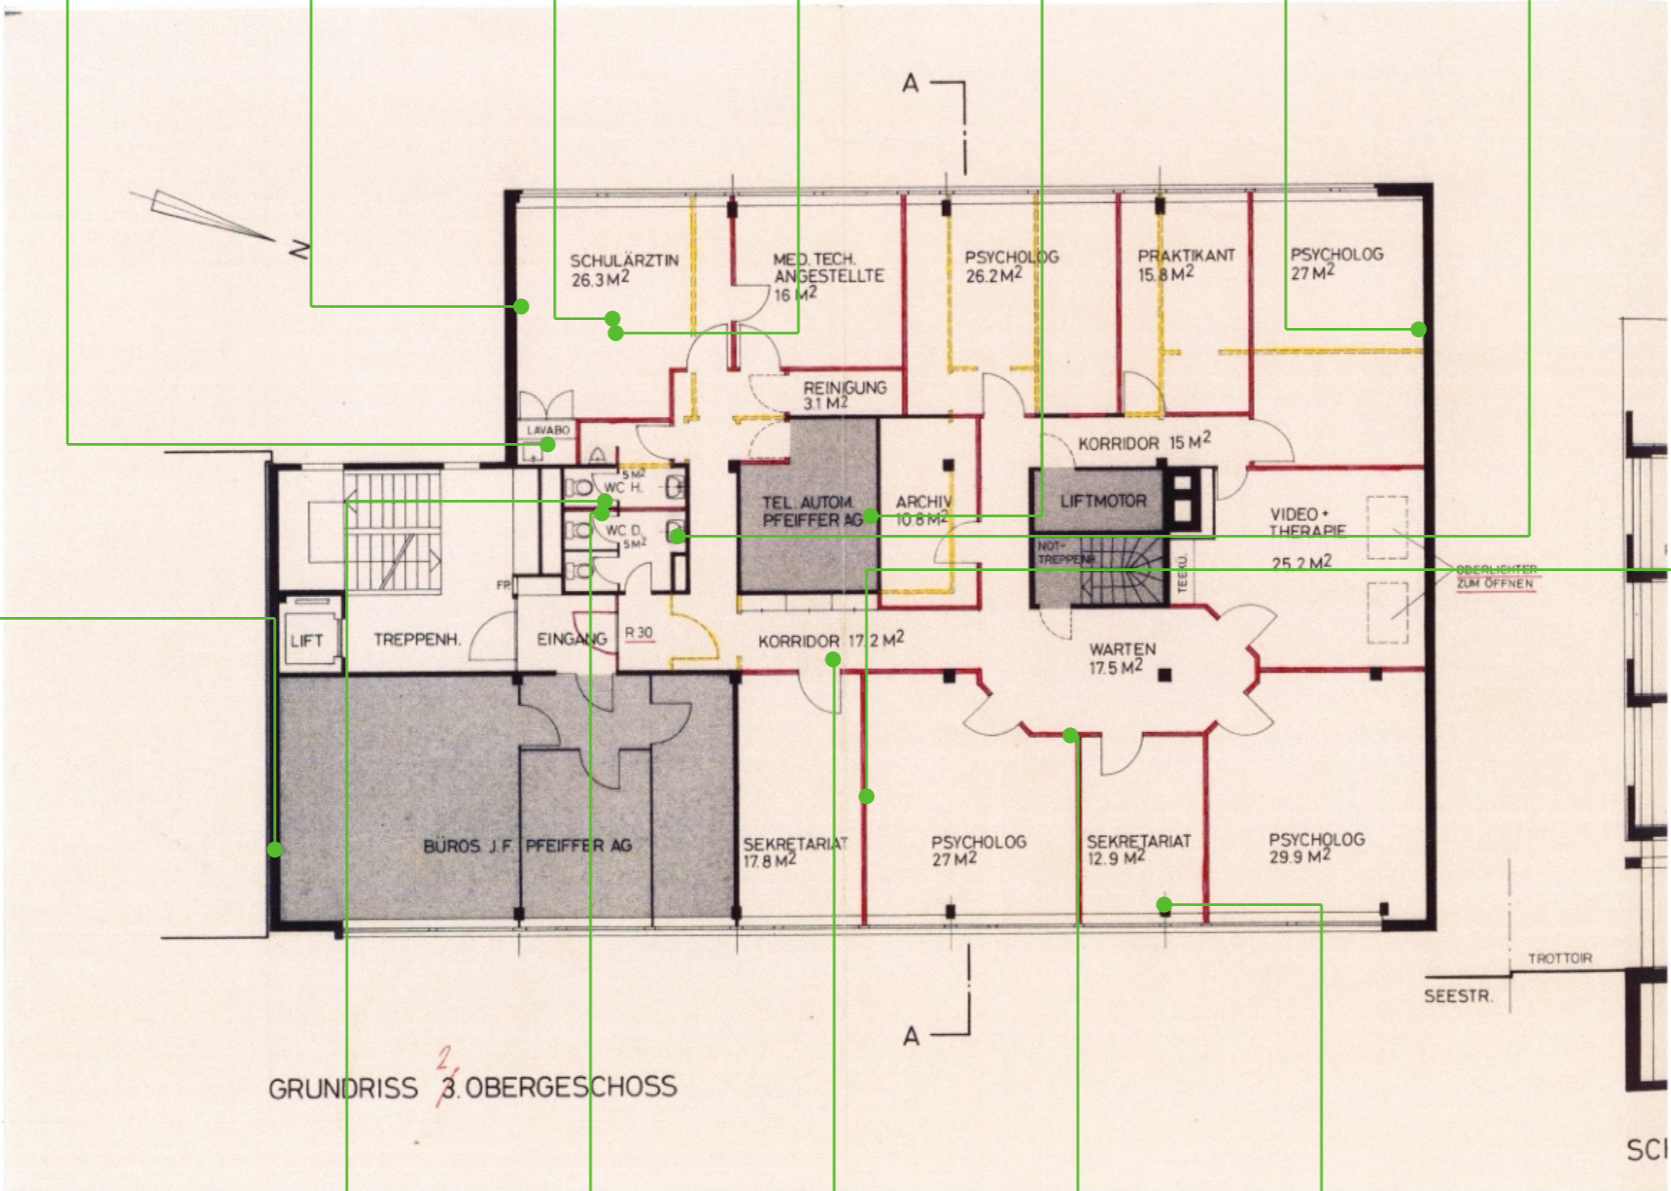 A
N
SCHULÄRZTIN
26.3 M2
MED. TECH.
ANGESTELLTE
16 M2
PSYCHOLOG
26.2 M2
PRAKTIKANT
15.8 M2
PSYCHOLOG
27 M2
REINIGUNG
3.1 M2
LAVABO
KORRIDOR 15 M2
5 M2
WC H.
WC D.
5 M2
TEL. AUTOM.
PFEIFFER AG
ARCHIV
10.8 M2
LIFTMOTOR
VIDEO +
THERAPIE
25.2 M2
NOT-
TREPPENH.
TEEKÜ.
OBERLICHTER
ZUM ÖFFNEN
FP.
LIFT
TREPPENH.
EINGANG
R 30
KORRIDOR 17.2 M2
WARTEN
17.5 M2
BÜROS J.F. PFEIFFER AG
SEKRETARIAT
17.8 M2
PSYCHOLOG
27 M2
SEKRETARIAT
12.9 M2
PSYCHOLOG
29.9 M2
TROTTOIR
SEESTR.
A
2
GRUNDRISS 3. OBERGESCHOSS